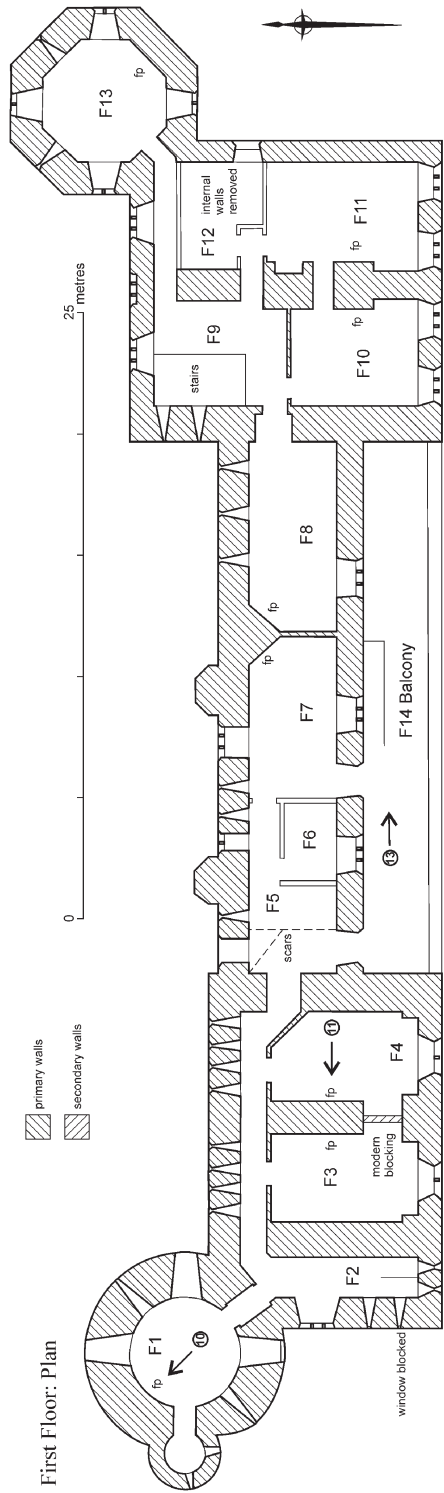 First Floor: Plan
primary walls
secondary walls
0
25
metres
F1
fp
10
F2
window blocked
F3
fp
modern
blocking
F4
fp
11
scars
F5
F6
F7
fp
13
F14 Balcony
F8
fp
stairs
F9
F10
fp
F11
fp
F12
internal
walls
removed
F13
fp